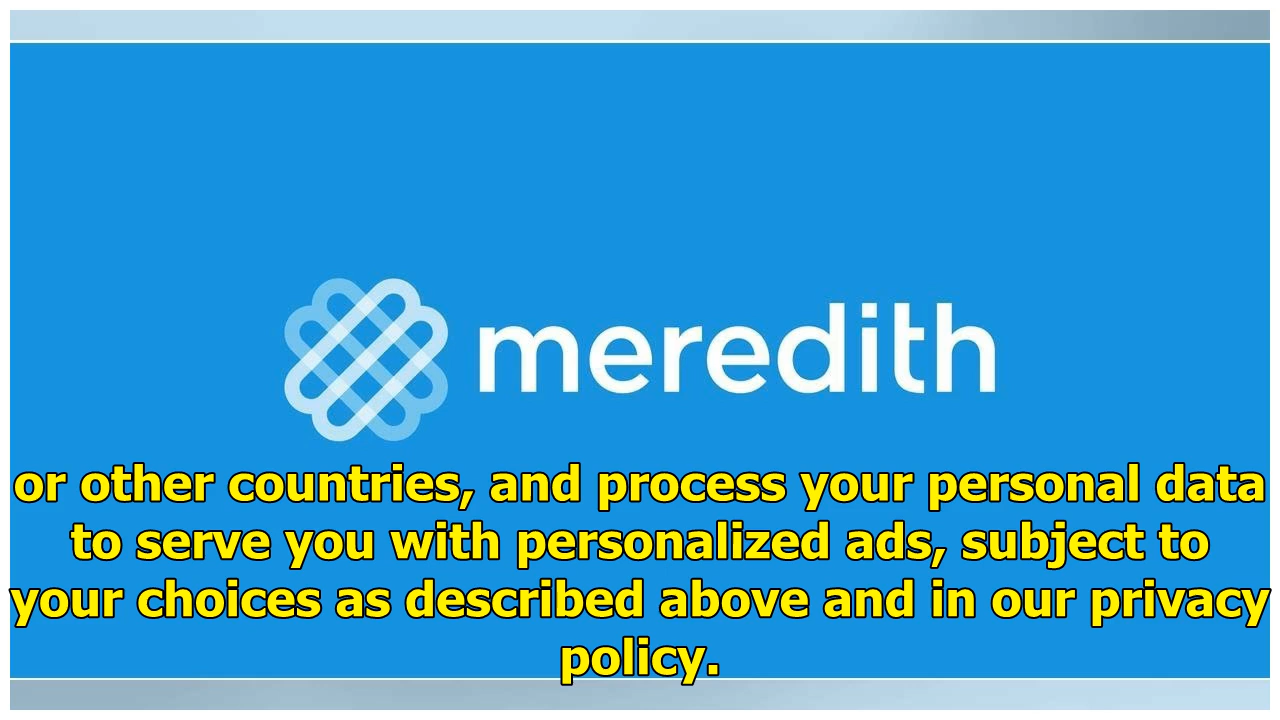 meredith
or other countries, and process your personal data
to serve you with personalized ads, subject to
your choices as described above and in our privacy
policy.